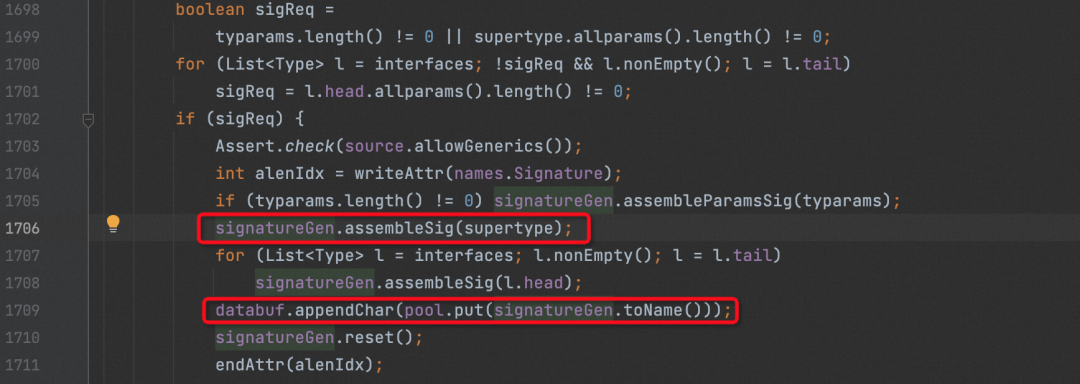 1698 boolean sigReq =
1699 typarams.length() != 0 || supertype.allparams().length() != 0;
1700 for (List<Type> l = interfaces; !sigReq && l.nonEmpty(); l = l.tail)
1701 sigReq = l.head.allparams().length() != 0;
1702 if (sigReq) {
1703 Assert.check(source.allowGenerics());
1704 int alenIdx = writeAttr(names.Signature);
1705 if (typarams.length() != 0) signatureGen.assembleParamsSig(typarams);
1706 signatureGen.assembleSig(supertype);
1707 for (List<Type> l = interfaces; l.nonEmpty(); l = l.tail)
1708 signatureGen.assembleSig(l.head);
1709 databuf.appendChar(pool.put(signatureGen.toName()));
1710 signatureGen.reset();
1711 endAttr(alenIdx);